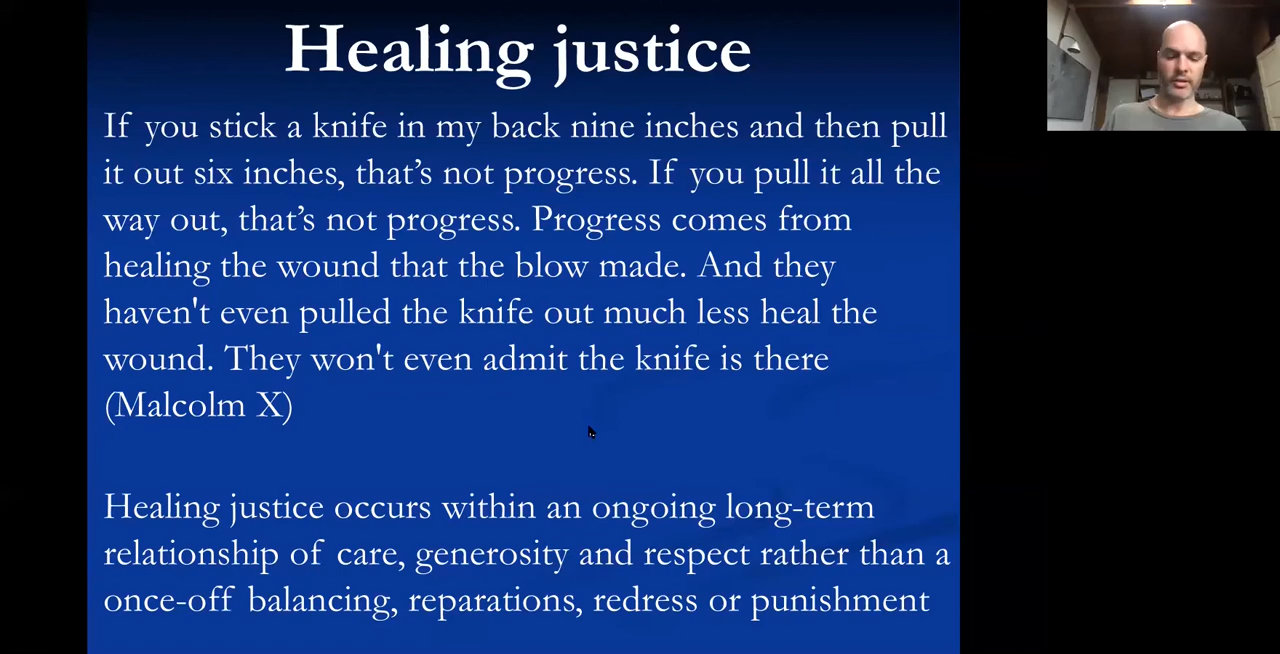 Healing justice
If you stick a knife in my back nine inches and then pull
it out six inches, that’s not progress. If you pull it all the
way out, that’s not progress. Progress comes from
healing the wound that the blow made. And they
haven't even pulled the knife out much less heal the
wound. They won't even admit the knife is there
(Malcolm X)
Healing justice occurs within an ongoing long-term
relationship of care, generosity and respect rather than a
once-off balancing, reparations, redress or punishment